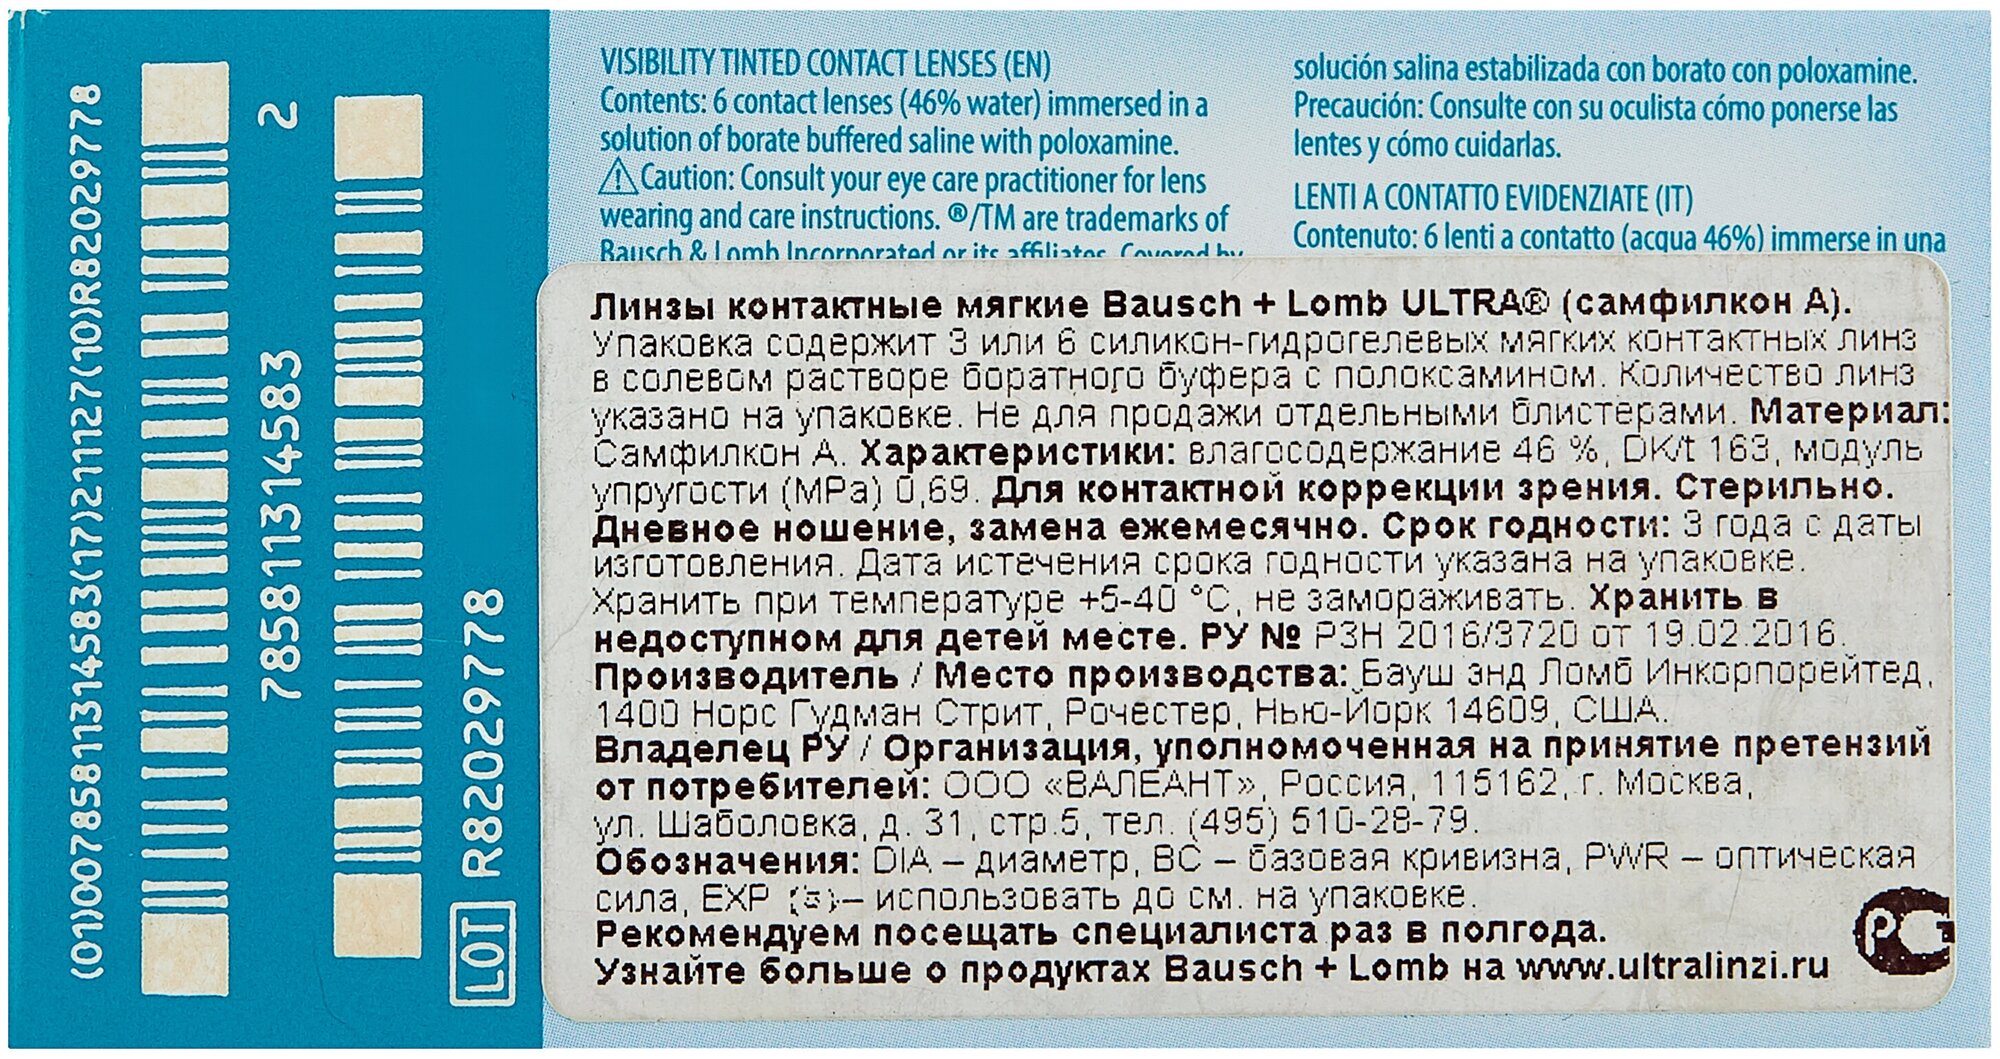 (01)00785811314583(17)211127(10)R82029778
785811314583 2
LOT R82029778
VISIBILITY TINTED CONTACT LENSES (EN)
Contents: 6 contact lenses (46% water) immersed in a
solution of borate buffered saline with poloxamine.
⚠Caution: Consult your eye care practitioner for lens
wearing and care instructions. ®/TM are trademarks of
Bausch & Lomb Incorporated or its affiliates. Covered by
solución salina estabilizada con borato con poloxamine.
Precaución: Consulte con su oculista cómo ponerse las
lentes y cómo cuidarlas.
LENTI A CONTATTO EVIDENZIATE (IT)
Contenuto: 6 lenti a contatto (acqua 46%) immerse in una
Линзы контактные мягкие Bausch + Lomb ULTRA® (самфилкон А).
Упаковка содержит 3 или 6 силикон-гидрогелевых мягких контактных линз
в солевом растворе боратного буфера с полоксамином. Количество линз
указано на упаковке. Не для продажи отдельными блистерами. Материал:
Самфилкон А. Характеристики: влагосодержание 46 %, DK/t 163, модуль
упругости (MPa) 0,69. Для контактной коррекции зрения. Стерильно.
Дневное ношение, замена ежемесячно. Срок годности: 3 года с даты
изготовления. Дата истечения срока годности указана на упаковке.
Хранить при температуре +5-40 °C, не замораживать. Хранить в
недоступном для детей месте. РУ № РЗН 2016/3720 от 19.02.2016.
Производитель / Место производства: Бауш энд Ломб Инкорпорейтед,
1400 Норс Гудман Стрит, Рочестер, Нью-Йорк 14609, США.
Владелец РУ / Организация, уполномоченная на принятие претензий
от потребителей: ООО «ВАЛЕАНТ», Россия, 115162, г. Москва,
ул. Шаболовка, д. 31, стр.5, тел. (495) 510-28-79.
Обозначения: DIA – диаметр, BC – базовая кривизна, PWR – оптическая
сила, EXP – использовать до см. на упаковке.
Рекомендуем посещать специалиста раз в полгода.
Узнайте больше о продуктах Bausch + Lomb на www.ultralinzi.ru